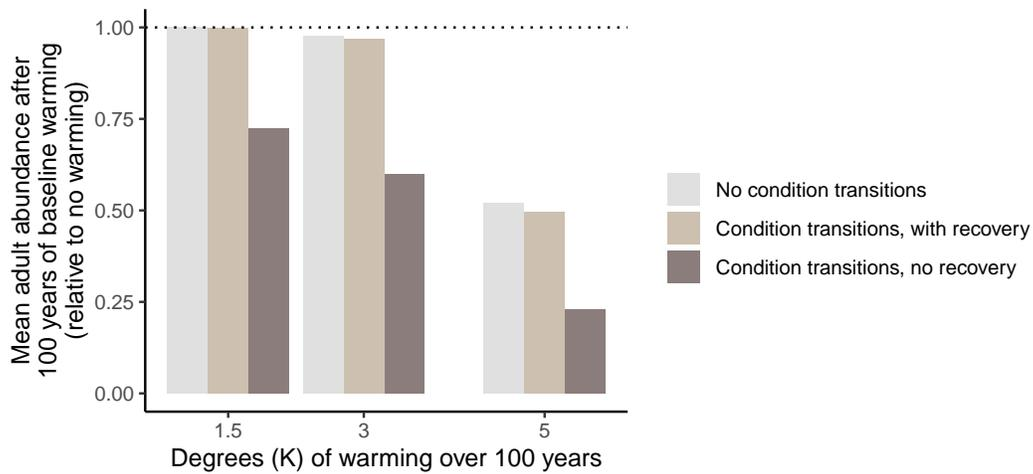 Mean adult abundance after
100 years of baseline warming
(relative to no warming)
1.00
0.75
0.50
0.25
0.00
1.5 3 5
Degrees (K) of warming over 100 years
No condition transitions
Condition transitions, with recovery
Condition transitions, no recovery